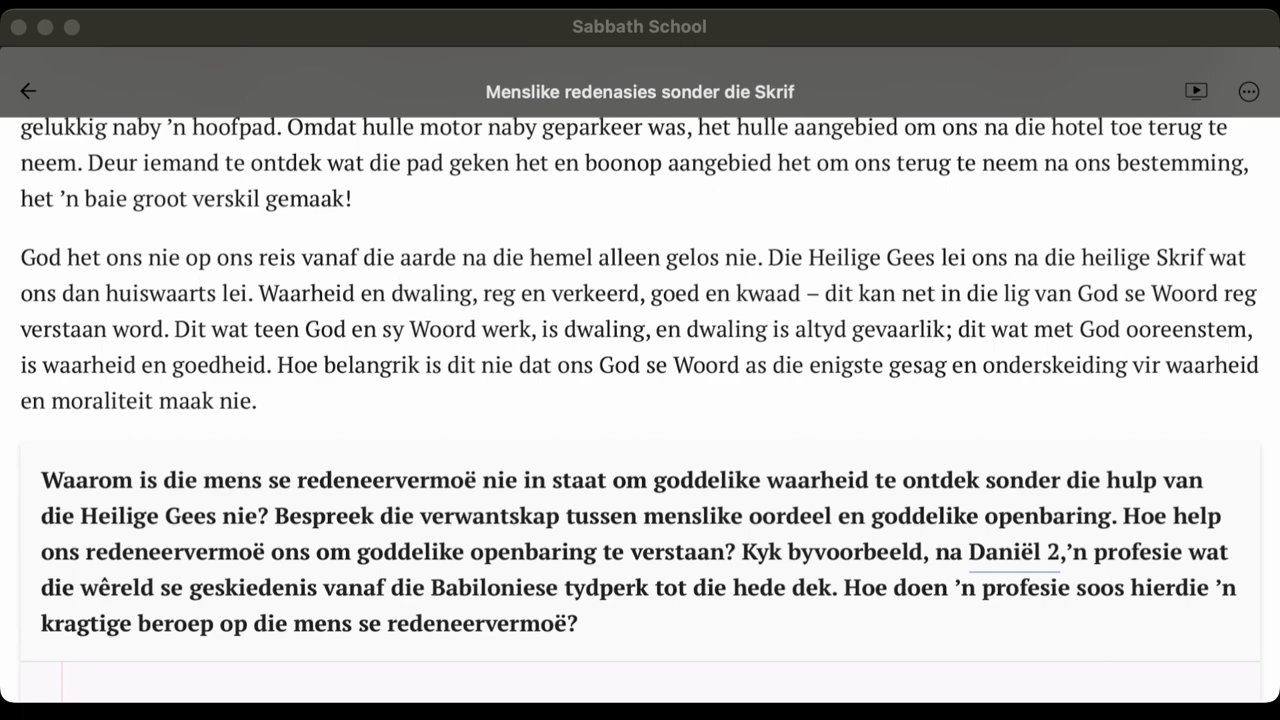 Sabbath School
Menslike redenasies sonder die Skrif
gelukkig naby ’n hoofpad. Omdat hulle motor naby geparkeer was, het hulle aangebied om ons na die hotel toe terug te
neem. Deur iemand te ontdek wat die pad geken het en boonop aangebied het om ons terug te neem na ons bestemming,
het ’n baie groot verskil gemaak!
God het ons nie op ons reis vanaf die aarde na die hemel alleen gelos nie. Die Heilige Gees lei ons na die heilige Skrif wat
ons dan huiswaarts lei. Waarheid en dwaling, reg en verkeerd, goed en kwaad – dit kan net in die lig van God se Woord reg
verstaan word. Dit wat teen God en sy Woord werk, is dwaling, en dwaling is altyd gevaarlik; dit wat met God ooreenstem,
is waarheid en goedheid. Hoe belangrik is dit nie dat ons God se Woord as die enigste gesag en onderskeiding vir waarheid
en moraliteit maak nie.
Waarom is die mens se redeneervermoë nie in staat om goddelike waarheid te ontdek sonder die hulp van
die Heilige Gees nie? Bespreek die verwantskap tussen menslike oordeel en goddelike openbaring. Hoe help
ons redeneervermoë ons om goddelike openbaring te verstaan? Kyk byvoorbeeld, na Daniël 2,’n profesie wat
die wêreld se geskiedenis vanaf die Babiloniese tydperk tot die hede dek. Hoe doen ’n profesie soos hierdie ’n
kragtige beroep op die mens se redeneervermoë?